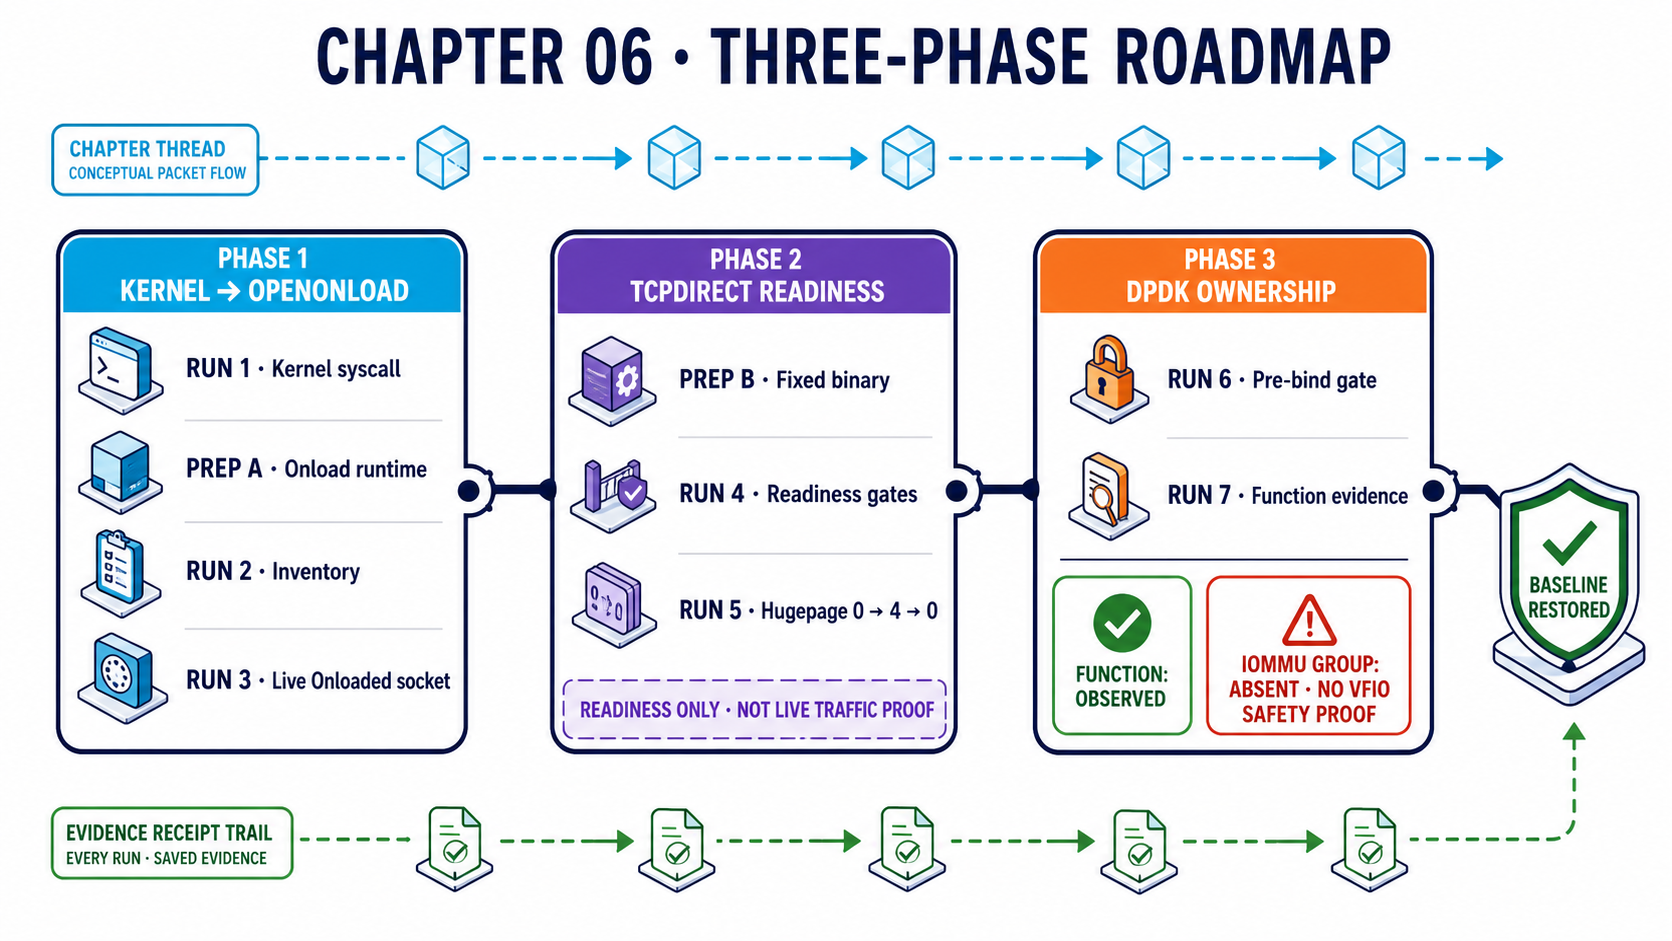 CHAPTER 06 · THREE-PHASE ROADMAP
CHAPTER THREAD
CONCEPTUAL PACKET FLOW
PHASE 1
KERNEL → OPENONLOAD
RUN 1 · Kernel syscall
PREP A · Onload runtime
RUN 2 · Inventory
RUN 3 · Live Onloaded socket
PHASE 2
TCPDIRECT READINESS
PREP B · Fixed binary
RUN 4 · Readiness gates
RUN 5 · Hugepage 0 → 4 → 0
READINESS ONLY · NOT LIVE TRAFFIC PROOF
PHASE 3
DPDK OWNERSHIP
RUN 6 · Pre-bind gate
RUN 7 · Function evidence
FUNCTION:
OBSERVED
IOMMU GROUP:
ABSENT · NO VFIO
SAFETY PROOF
BASELINE
RESTORED
EVIDENCE RECEIPT TRAIL
EVERY RUN · SAVED EVIDENCE